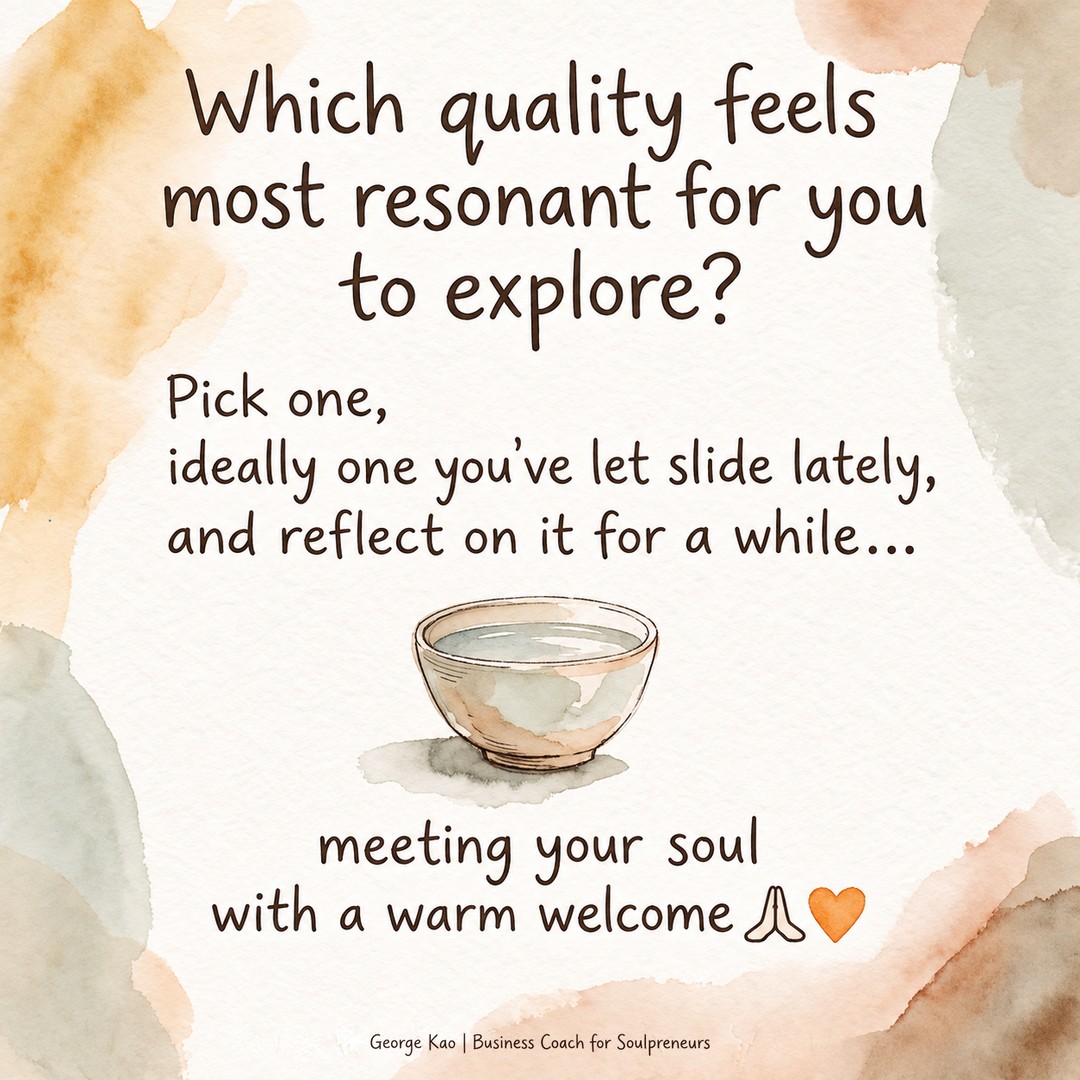 Which quality feels
most resonant for you
to explore?
Pick one,
ideally one you’ve let slide lately,
and reflect on it for a while...
meeting your soul
with a warm welcome 🙏🧡
George Kao | Business Coach for Soulpreneurs